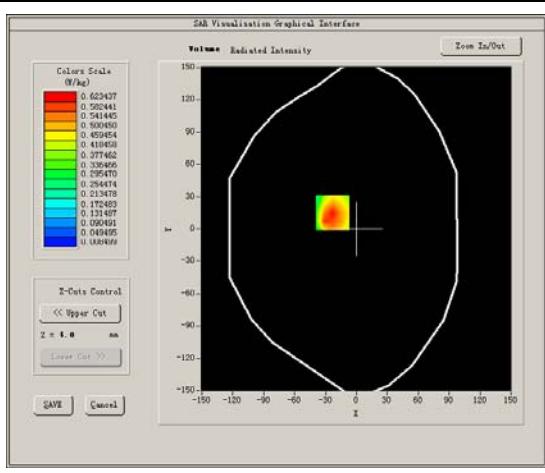 SAR Visualisation Graphical Interface
Volume Radiated Intensity
Zoom In/Out
Colors Scale
(W/kg)
0.623437
0.582441
0.541445
0.500450
0.459454
0.418458
0.377462
0.336466
0.295470
0.254474
0.213478
0.172483
0.131487
0.090491
0.049495
0.008499
Z-Cuts Control
<< Upper Cut
Z = 4.0 mm
Lower Cut >>
SAVE Cancel
150
120
90
60
30
0
-30
-60
-90
-120
-150
Y
-150 -120 -90 -60 -30 0 30 60 90 120 150
X